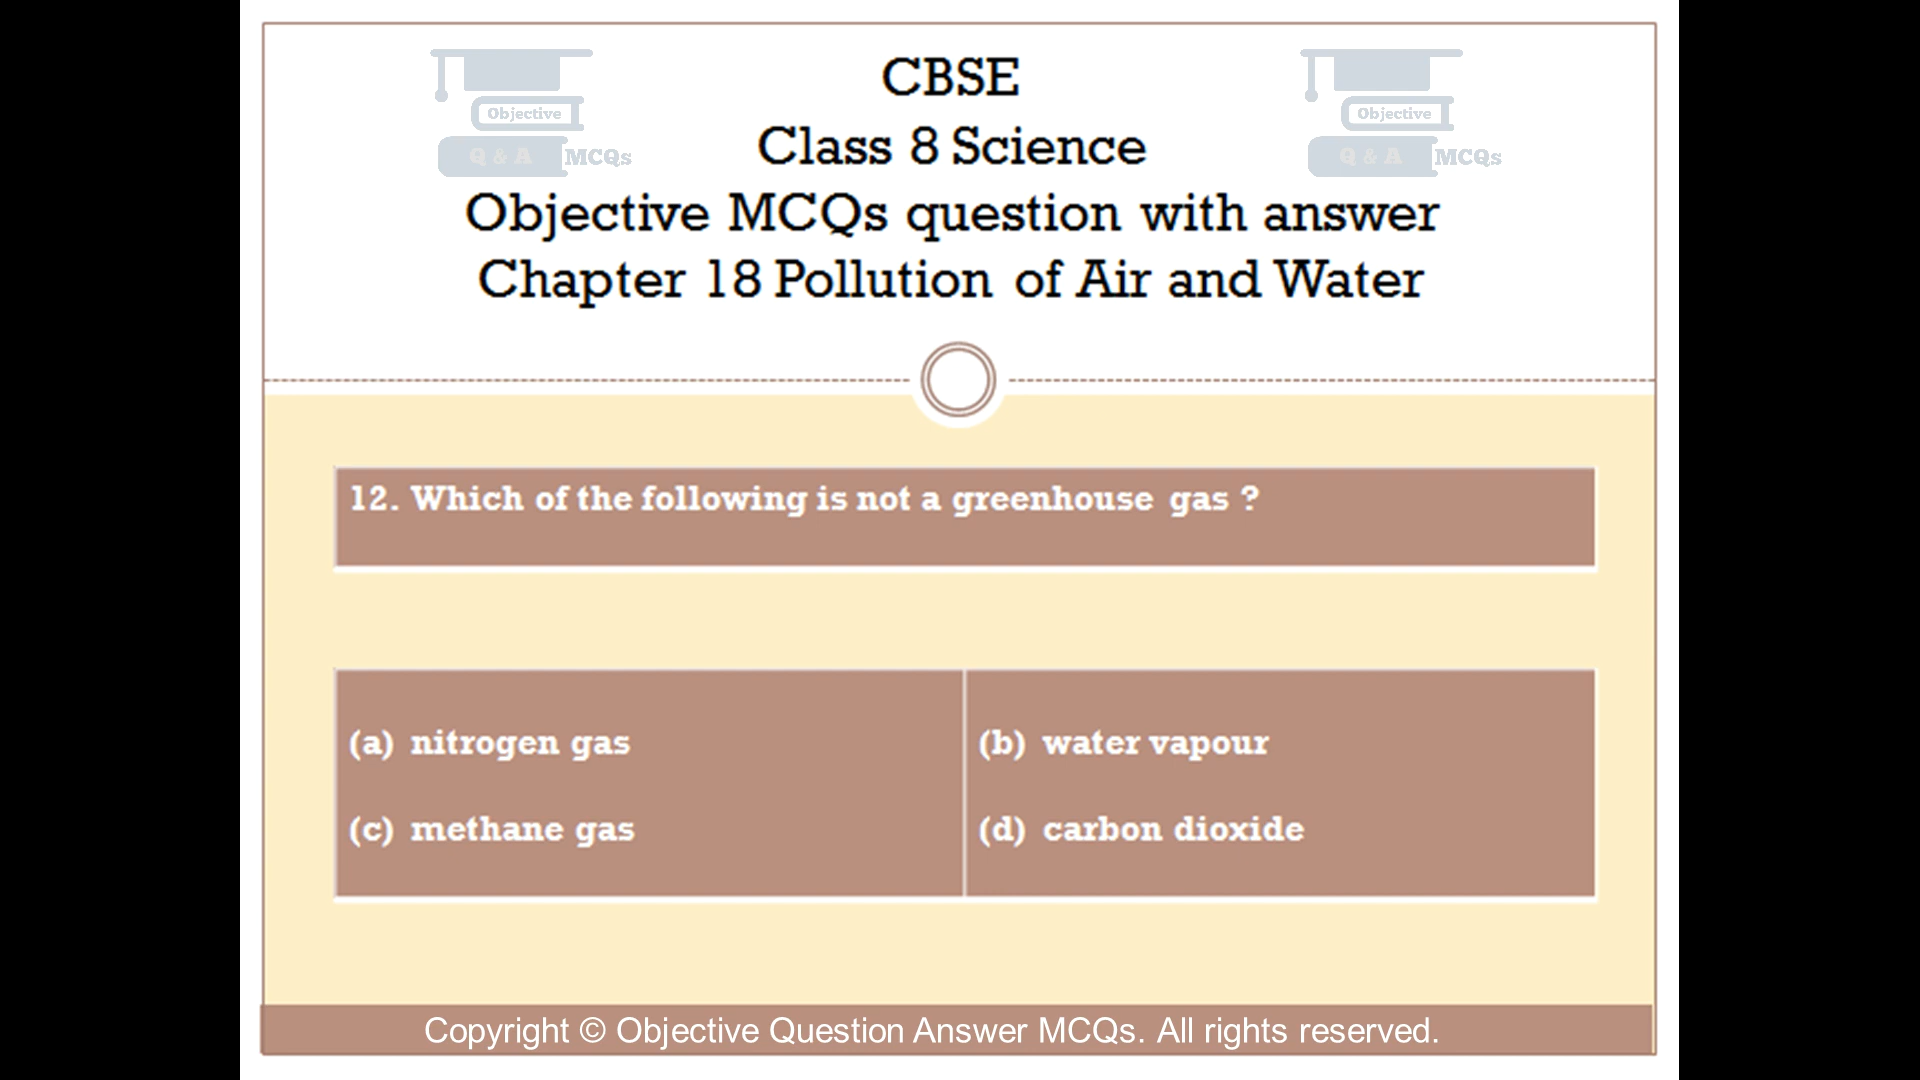 CBSE
Class 8 Science
Objective MCQs question with answer
Chapter 18 Pollution of Air and Water
Objective
Q & A MCQs
Objective
Q & A MCQs
12. Which of the following is not a greenhouse gas ?
(a) nitrogen gas
(b) water vapour
(c) methane gas
(d) carbon dioxide
Copyright © Objective Question Answer MCQs. All rights reserved.